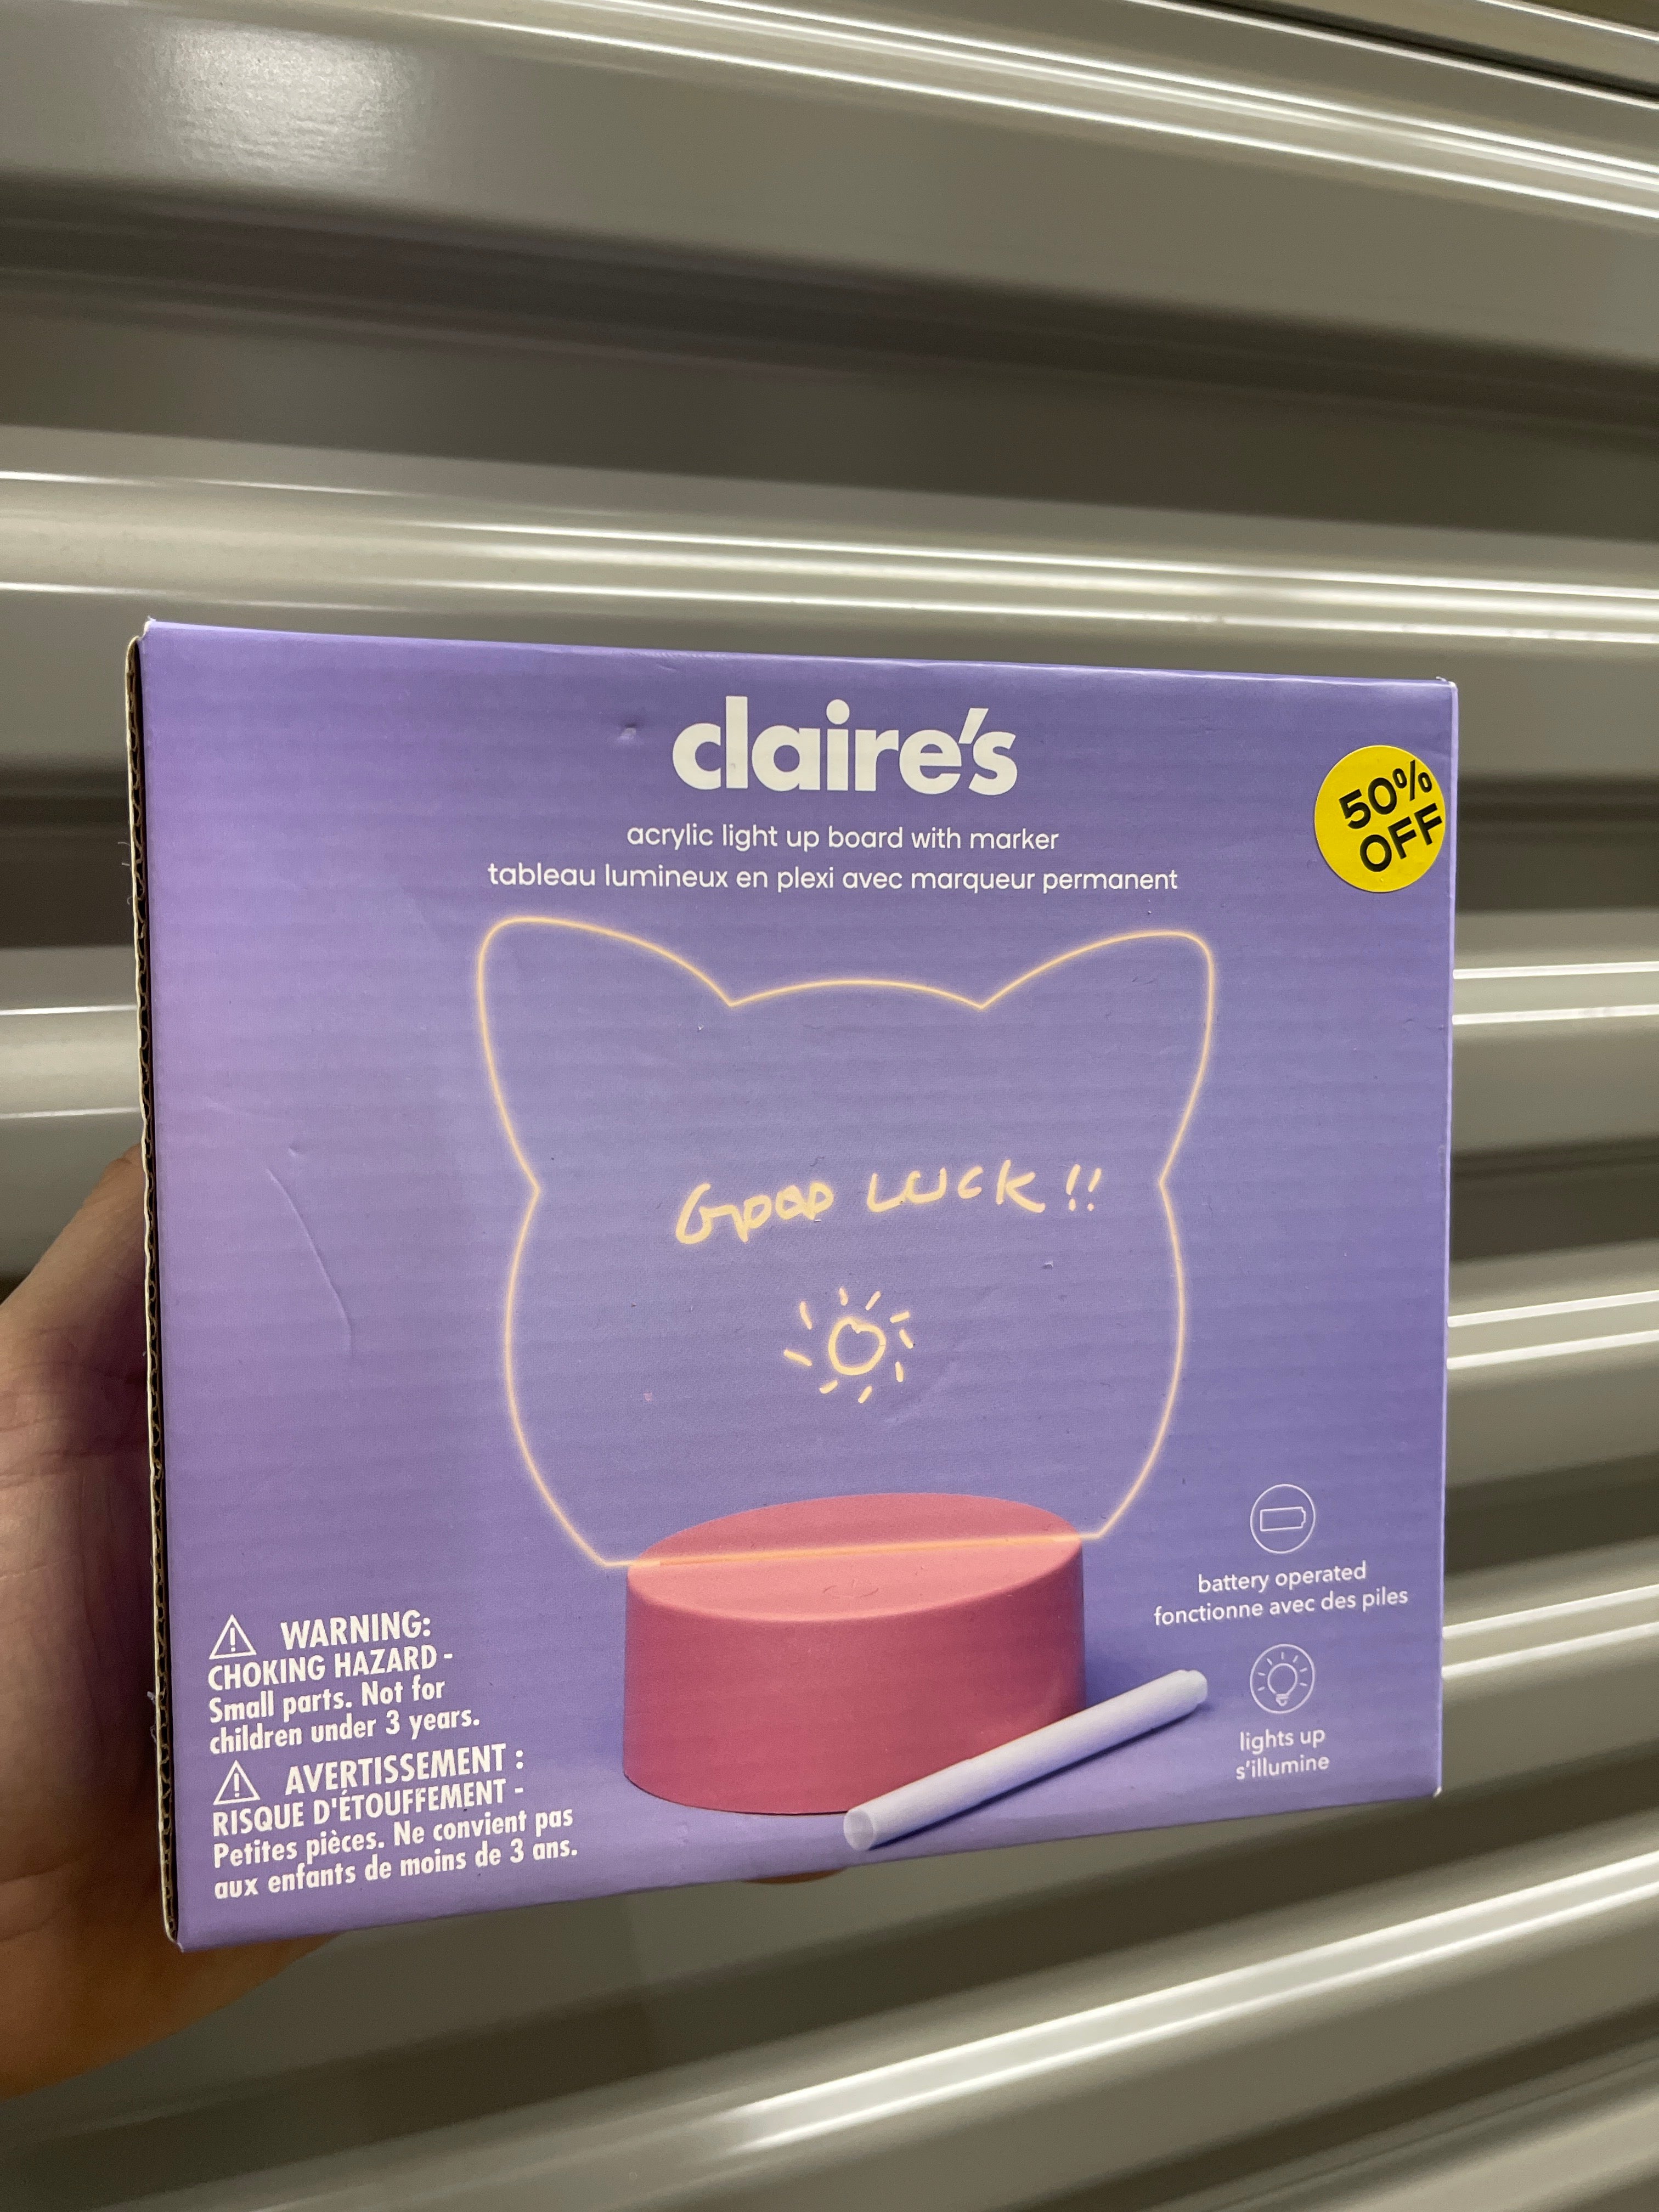 claire's
acrylic light up board with marker
tableau lumineux en plexi avec marqueur permanent
50%
OFF
GOOD LUCK!!
battery operated
fonctionne avec des piles
lights up
s'illumine
WARNING:
CHOKING HAZARD -
Small parts. Not for
children under 3 years.
AVERTISSEMENT :
RISQUE D'ÉTOUFFEMENT -
Petites pièces. Ne convient pas
aux enfants de moins de 3 ans.